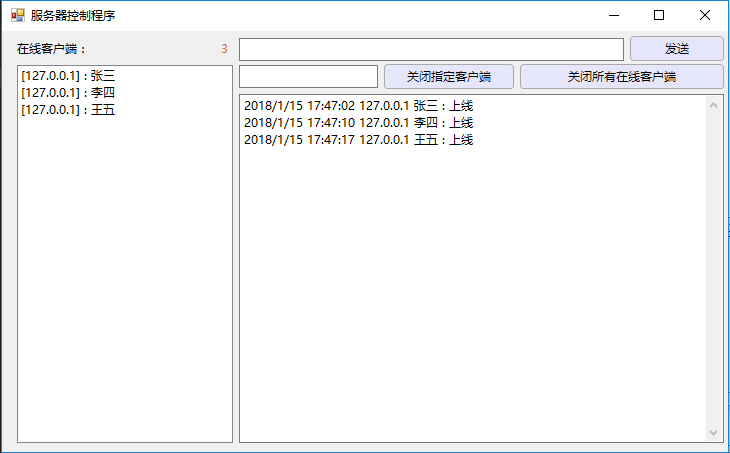 服务器控制程序
在线客户端： 3
发送
关闭指定客户端 关闭所有在线客户端
[127.0.0.1] : 张三
[127.0.0.1] : 李四
[127.0.0.1] : 王五
2018/1/15 17:47:02 127.0.0.1 张三 : 上线
2018/1/15 17:47:10 127.0.0.1 李四 : 上线
2018/1/15 17:47:17 127.0.0.1 王五 : 上线